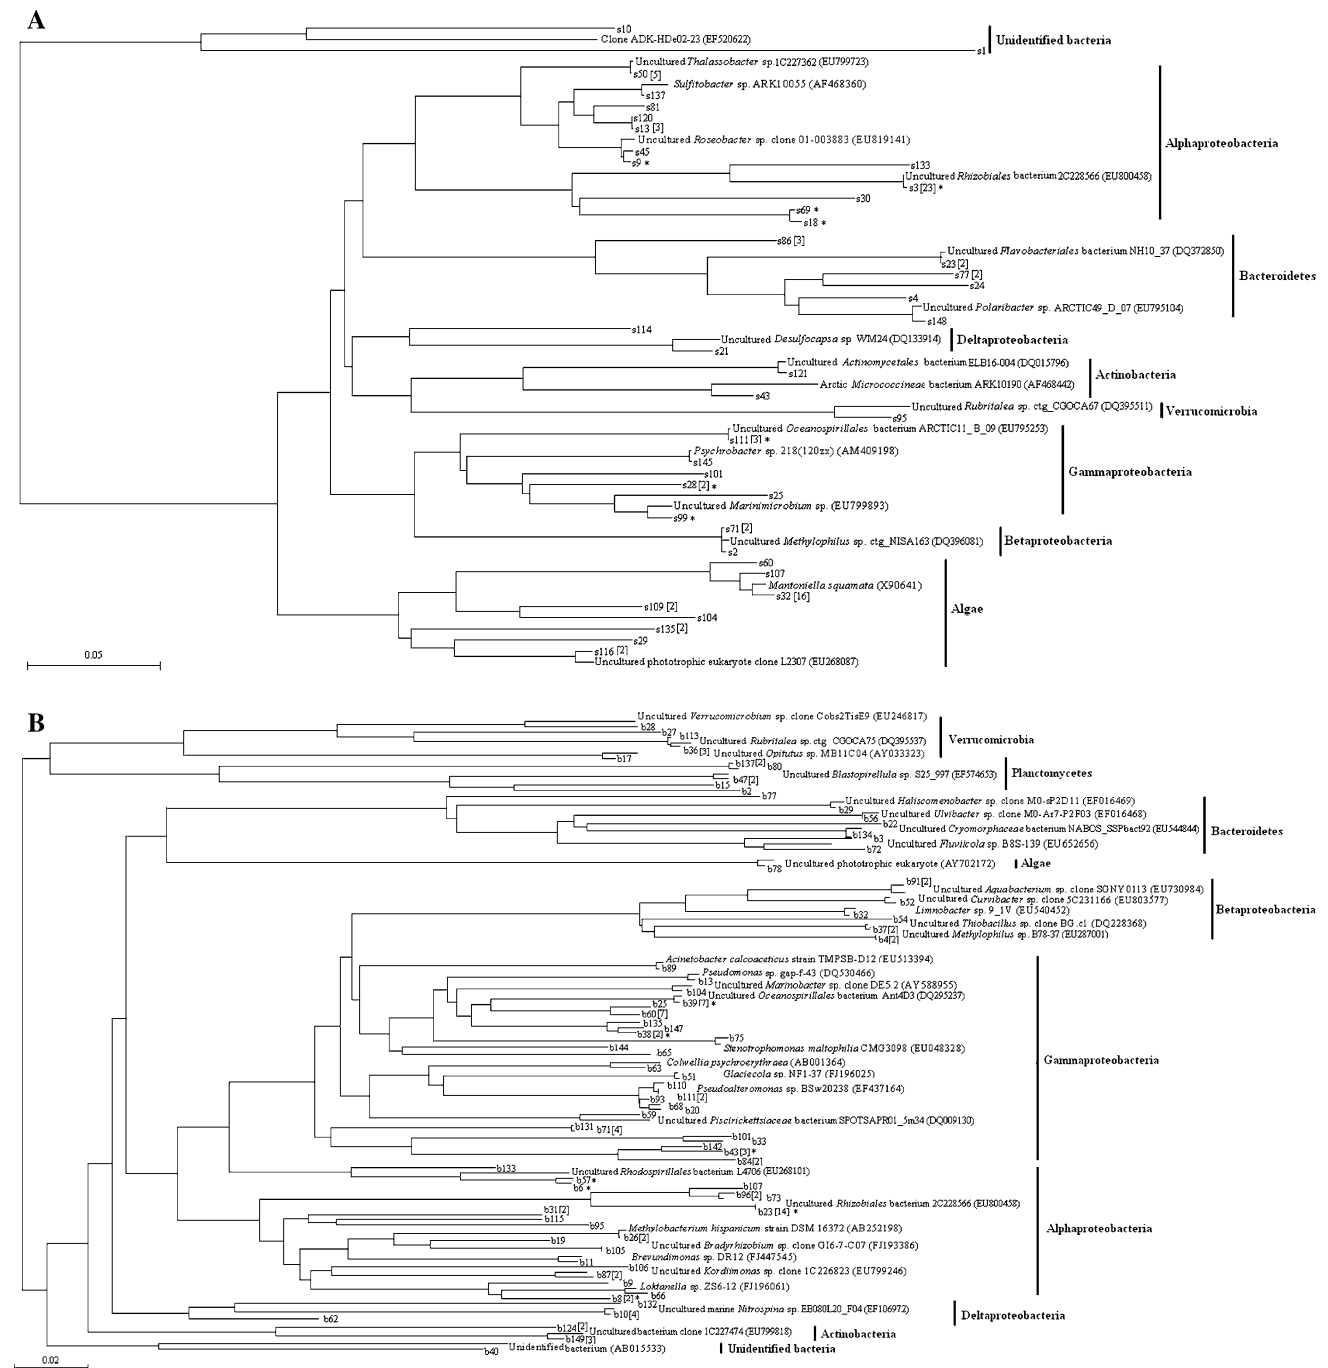 A
s10
Clone ADK-HDe02-23 (EF520622)
Unidentified bacteria
s1
Uncultured Thalassobacter sp.1C227362 (EU799723)
s50 [5]
Sulfitobacter sp. ARK10055 (AF468360)
s137
s81
s120
s13 [3]
Uncultured Roseobacter sp. clone 01-003883 (EU819141)
Alphaproteobacteria
s45
s9 *
s133
Uncultured Rhizobiales bacterium 2C228566 (EU800458)
s3 [23] *
s30
s69 *
s18 *
s86 [3]
Uncultured Flavobacteriales bacterium NH10_37 (DQ372850)
s23 [2]
s77 [2]
Bacteroidetes
s24
s4
Uncultured Polaribacter sp. ARCTIC49_D_07 (EU795104)
s148
s114
Uncultured Desulfocapsa sp WM24 (DQ133914)
Deltaproteobacteria
s21
Uncultured Actinomycetales bacterium ELB16-004 (DQ015796)
s121
Actinobacteria
Arctic Micrococcineae bacterium ARK10190 (AF468442)
s43
Uncultured Rubritalea sp. ctg_CGOCA67 (DQ395511)
Verrucomicrobia
s95
Uncultured Oceanospirillales bacterium ARCTIC11_B_09 (EU795253)
s111 [3] *
Psychrobacter sp. 218(120zx) (AM409198)
s145
s101
Gammaproteobacteria
s28 [2] *
s25
Uncultured Marinimicrobium sp. (EU799893)
s99 *
s71 [2]
Uncultured Methylophilus sp. ctg_NISA163 (DQ396081)
Betaproteobacteria
s2
s60
s107
Mantoniella squamata (X90641)
s32 [16]
s109 [2]
Algae
s104
s135 [2]
s29
s116 [2]
0.05
Uncultured phototrophic eukaryote clone L2307 (EU268087)
B
Uncultured Verrucomicrobium sp. clone Cobs2TisE9 (EU246817)
b28
b27
b113
Uncultured Rubritalea sp.ctg_CGOCA75 (DQ395537)
Verrucomicrobia
b36 [3]
Uncultured Opitutus sp. MB11C04 (AY033323)
b17
b137 [2]
b80
Uncultured Blastopirellula sp. S25_997 (EF574653)
Planctomycetes
b47 [2]
b15
b2
b77
Uncultured Haliscomenobacter sp. clone M0-sP2D11 (EF016469)
b29
Uncultured Ulvibacter sp. clone M0-Ar7-P2F03 (EF016468)
b56
b22
Uncultured Cryomorphaceae bacterium NABOS_SSPbact92 (EU544844)
Bacteroidetes
b134
b3
Uncultured Fluviicola sp. B8S-139 (EU652656)
b72
Uncultured phototrophic eukaryote (AY702172)
Algae
b78
b91[2]
Uncultured Aquabacterium sp. clone SGNY0113 (EU730984)
b52
Uncultured Curvibacter sp. clone 5C231166 (EU803577)
Limnobacter sp. 9_1V (EU540452)
Betaproteobacteria
b32
b54
Uncultured Thiobacillus sp. clone BG.c1 (DQ228368)
b37[2]
Uncultured Methylophilus sp. B78-37 (EU287001)
b4[2]
Acinetobacter calcoaceticus strain TMPSB-D12 (EU513394)
b89
Pseudomonas sp. gap-f-43 (DQ530466)
b13
Uncultured Marinobacter sp. clone DE5.2 (AY588955)
b104
Uncultured Oceanospirillales bacterium Ant4D3 (DQ295237)
b39[7] *
b25
b60 [7]
b135
b147
b38 [2] *
b75
Stenotrophomonas maltophilia CMG3098 (EU048328)
b144
b65
Colwellia psychroerythraea (AB001364)
Gammaproteobacteria
b63
Glaciecola sp. NF1-37 (FJ196025)
b51
b110
Pseudoalteromonas sp. BSw20238 (EF437164)
b111 [2]
b93
b68
b20
b59
Uncultured Piscirickettsiaceae bacterium SPOTSAPR01_5m34 (DQ009130)
b131
b71 [4]
b101
b33
b142
b43 [3] *
b84 [2]
b133
Uncultured Rhodospirillales bacterium L4706 (EU268101)
b57 *
b6 *
b107
b96 [2]
b73
Uncultured Rhizobiales bacterium 2C228566 (EU800458)
b23 [14] *
b31 [2]
b115
b95
Methylobacterium hispanicum strain DSM 16372 (AB252198)
Alphaproteobacteria
b26 [2]
b19
Uncultured Bradyrhizobium sp. clone GI6-7-C07 (FJ193386)
b105
Brevundimonas sp. DR12 (FJ447545)
b11
b106
Uncultured Kordiimonas sp. clone 1C226823 (EU799246)
b87 [2]
b9
Loktanella sp. ZS6-12 (FJ196061)
b66
b8 [2] *
b132
Uncultured marine Nitrospina sp. EB080L20_F04 (EF106972)
b10 [4]
Deltaproteobacteria
b62
b124 [2]
Uncultured bacterium clone 1C227474 (EU799818)
Actinobacteria
b149 [3]
Unidentified bacterium (AB015533)
Unidentified bacteria
b40
0.02